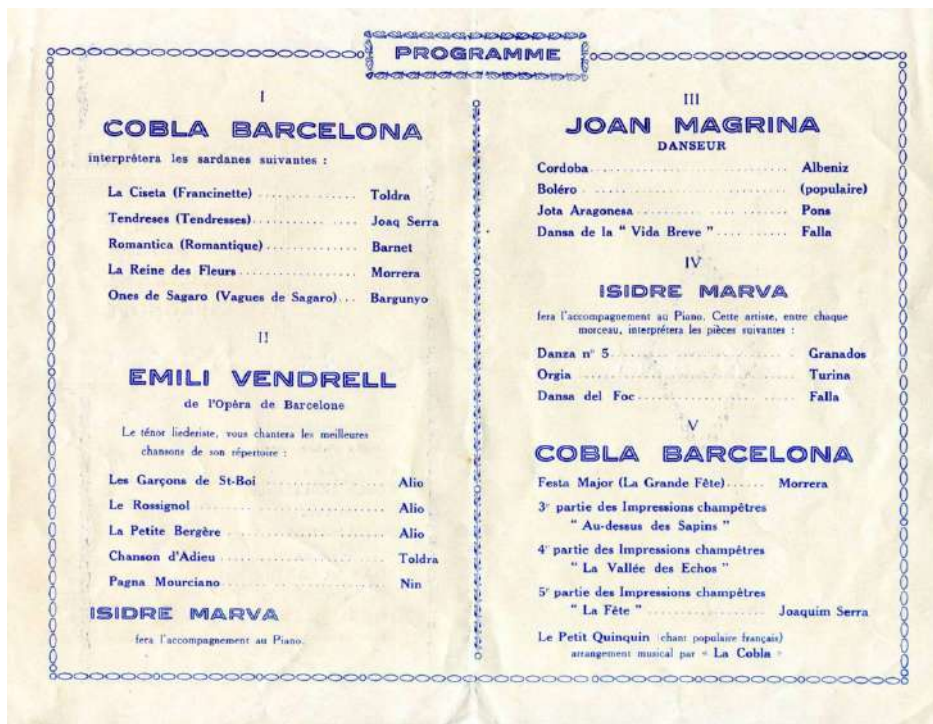 PROGRAMME
I
COBLA BARCELONA
interprétera les sardanes suivantes :
La Ciseta (Francinette) Toldra
Tendreses (Tendresses) Joaq Serra
Romantica (Romantique) Barnet
La Reine des Fleurs Morrera
Ones de Sagaro (Vagues de Sagaro) Bargunyo
II
EMILI VENDRELL
de l'Opèra de Barcelone
Le ténor liederiste, vous chantera les meilleures
chansons de son répertoire :
Les Garçons de St-Boi Alio
Le Rossignol Alio
La Petite Bergère Alio
Chanson d'Adieu Toldra
Pagna Mourciano Nin
ISIDRE MARVA
fera l'accompagnement au Piano.
III
JOAN MAGRINA
DANSEUR
Cordoba Albeniz
Boléro (populaire)
Jota Aragonesa Pons
Dansa de la " Vida Breve " Falla
IV
ISIDRE MARVA
fera l'accompagnement au Piano. Cette artiste, entre chaque
morceau, interprétera les pièces suivantes :
Danza n° 5 Granados
Orgia Turina
Dansa del Foc Falla
V
COBLA BARCELONA
Festa Major (La Grande Fête) Morrera
3e partie des Impressions champêtres
" Au-dessus des Sapins "
4e partie des Impressions champêtres
" La Vallée des Echos "
5e partie des Impressions champêtres
" La Fête " Joaquim Serra
Le Petit Quinquin (chant populaire français)
arrangement musical par « La Cobla »